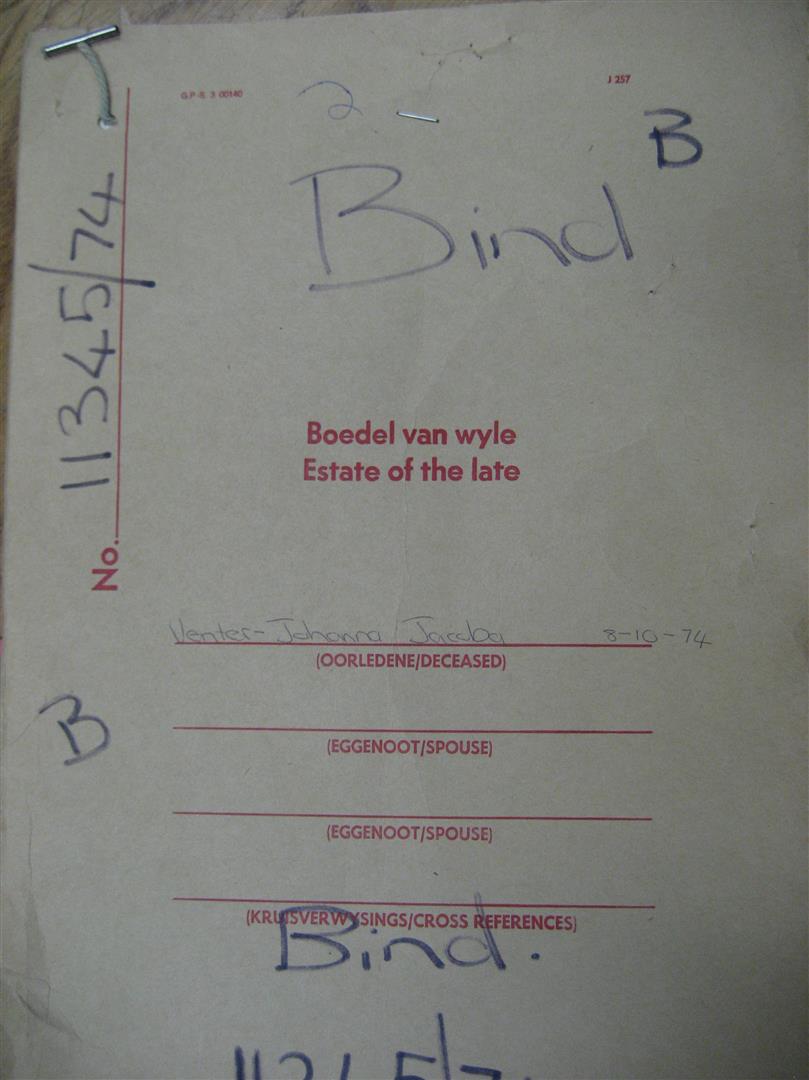 G.P-S. 3 00140
J 257
2
B
Bind
No. 11345/74
Boedel van wyle
Estate of the late
Venter-Johanna Jacoba 8-10-74
(OORLEDENE/DECEASED)
B
(EGGENOOT/SPOUSE)
(EGGENOOT/SPOUSE)
(KRUISVERWYSINGS/CROSS REFERENCES)
Bind.